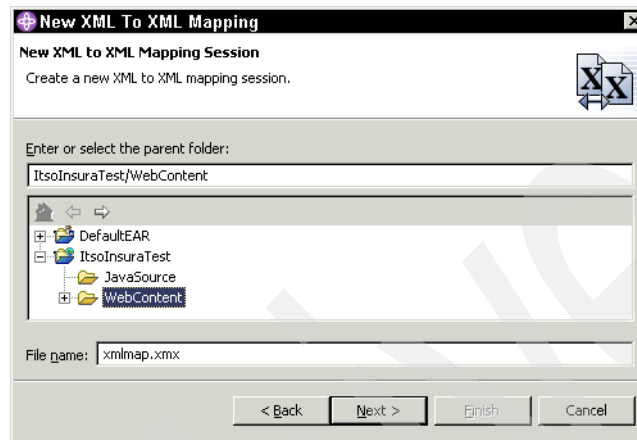 New XML To XML Mapping
New XML to XML Mapping Session
Create a new XML to XML mapping session.
Enter or select the parent folder:
ItsoInsuraTest/WebContent
DefaultEAR
ItsoInsuraTest
JavaSource
WebContent
File name: xmlmap.xmx
< Back Next > Finish Cancel